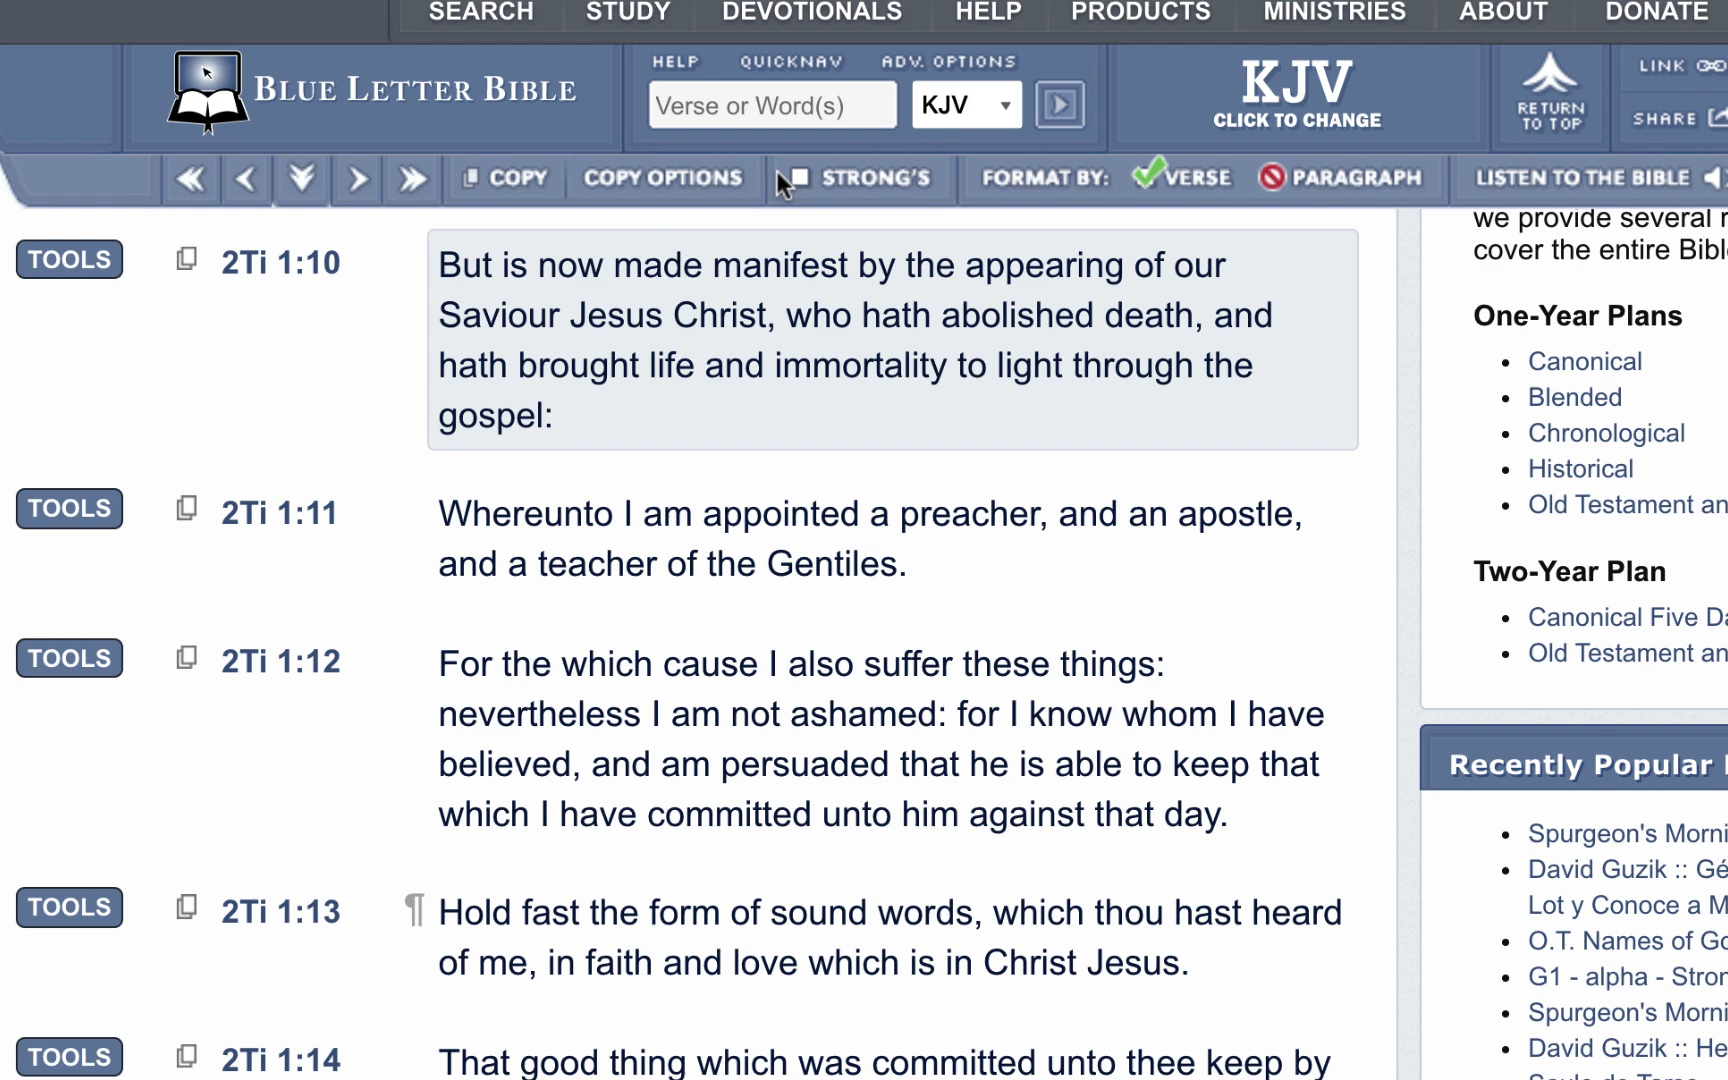 SEARCH STUDY DEVOTIONALS HELP PRODUCTS MINISTRIES ABOUT DONATE
BLUE LETTER BIBLE
HELP QUICKNAV ADV. OPTIONS
Verse or Word(s) KJV
KJV
CLICK TO CHANGE
RETURN
TO TOP
LINK
SHARE
COPY COPY OPTIONS STRONG'S FORMAT BY: VERSE PARAGRAPH LISTEN TO THE BIBLE
TOOLS 2Ti 1:10 But is now made manifest by the appearing of our
Saviour Jesus Christ, who hath abolished death, and
hath brought life and immortality to light through the
gospel:
TOOLS 2Ti 1:11 Whereunto I am appointed a preacher, and an apostle,
and a teacher of the Gentiles.
TOOLS 2Ti 1:12 For the which cause I also suffer these things:
nevertheless I am not ashamed: for I know whom I have
believed, and am persuaded that he is able to keep that
which I have committed unto him against that day.
TOOLS 2Ti 1:13 ¶ Hold fast the form of sound words, which thou hast heard
of me, in faith and love which is in Christ Jesus.
TOOLS 2Ti 1:14 That good thing which was committed unto thee keep by
we provide several
cover the entire
One-Year Plans
• Canonical
• Blended
• Chronological
• Historical
• Old Testament
Two-Year Plan
• Canonical Five
• Old Testament
Recently Popular
• Spurgeon's
• David Guzik ::
Lot y Conoce a
• O.T. Names of
• G1 - alpha -
• Spurgeon's
• David Guzik ::